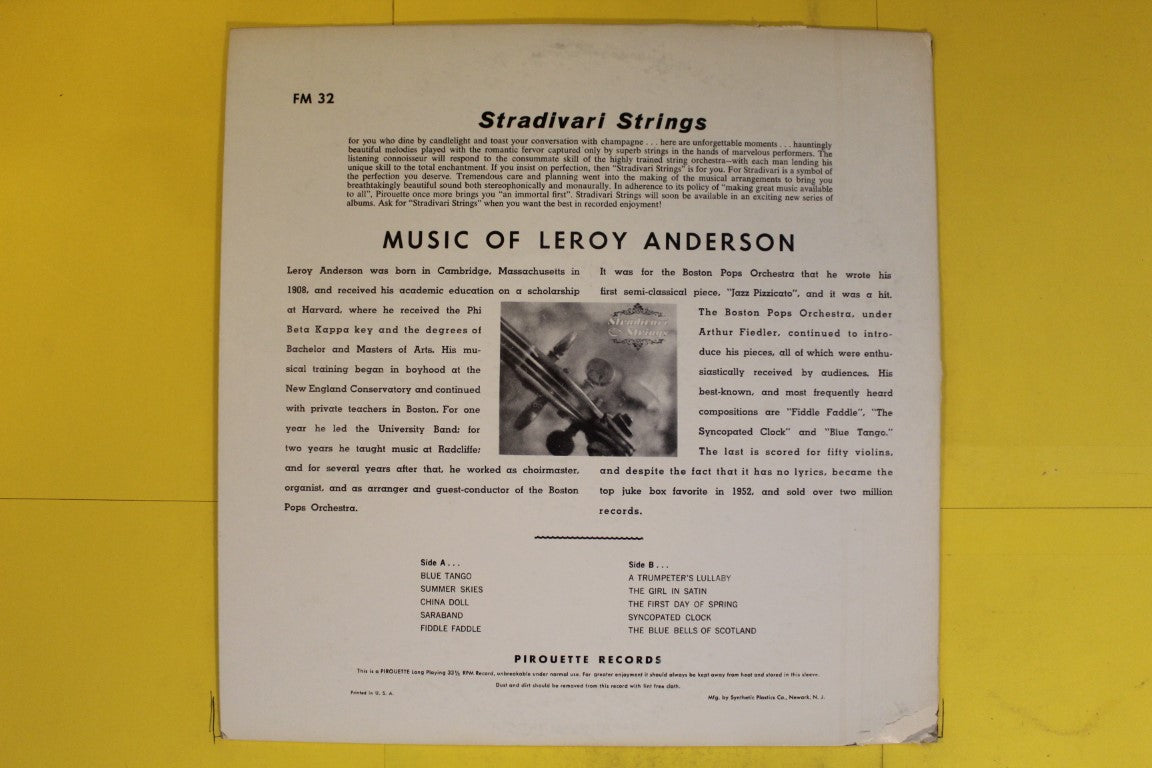 FM 32
Stradivari Strings
for you who dine by candlelight and toast your conversation with champagne . . . here are unforgettable moments . . . hauntingly
beautiful melodies played with the romantic fervor captured only by superb strings in the hands of marvelous performers. The
listening connoisseur will respond to the consummate skill of the highly trained string orchestra—with each man lending his
unique skill to the total enchantment. If you insist on perfection, then "Stradivari Strings" is for you. For Stradivari is a symbol of
the perfection you deserve. Tremendous care and planning went into the making of the musical arrangements to bring you
breathtakingly beautiful sound both stereophonically and monaurally. In adherence to its policy of "making great music available
to all", Pirouette once more brings you "an immortal first". Stradivari Strings will soon be available in an exciting new series of
albums. Ask for "Stradivari Strings" when you want the best in recorded enjoyment!
MUSIC OF LEROY ANDERSON
Leroy Anderson was born in Cambridge, Massachusetts in
1908, and received his academic education on a scholarship
at Harvard, where he received the Phi
Beta Kappa key and the degrees of
Bachelor and Masters of Arts. His mu-
sical training began in boyhood at the
New England Conservatory and continued
with private teachers in Boston. For one
year he led the University Band; for
two years he taught music at Radcliffe;
and for several years after that, he worked as choirmaster,
organist, and as arranger and guest-conductor of the Boston
Pops Orchestra.
Stradivari
Strings
It was for the Boston Pops Orchestra that he wrote his
first semi-classical piece, "Jazz Pizzicato", and it was a hit.
The Boston Pops Orchestra, under
Arthur Fiedler, continued to intro-
duce his pieces, all of which were enthu-
siastically received by audiences. His
best-known, and most frequently heard
compositions are "Fiddle Faddle", "The
Syncopated Clock" and "Blue Tango."
The last is scored for fifty violins,
and despite the fact that it has no lyrics, became the
top juke box favorite in 1952, and sold over two million
records.
Side A . . .
BLUE TANGO
SUMMER SKIES
CHINA DOLL
SARABAND
FIDDLE FADDLE
Side B . . .
A TRUMPETER'S LULLABY
THE GIRL IN SATIN
THE FIRST DAY OF SPRING
SYNCOPATED CLOCK
THE BLUE BELLS OF SCOTLAND
PIROUETTE RECORDS
This is a PIROUETTE Long Playing 33⅓ RPM Record, unbreakable under normal use. For greater enjoyment it should always be kept away from heat and stored in this sleeve.
Dust and dirt should be removed from this record with lint free cloth.
Printed in U. S. A.
Mfg. by Synthetic Plastics Co., Newark, N. J.